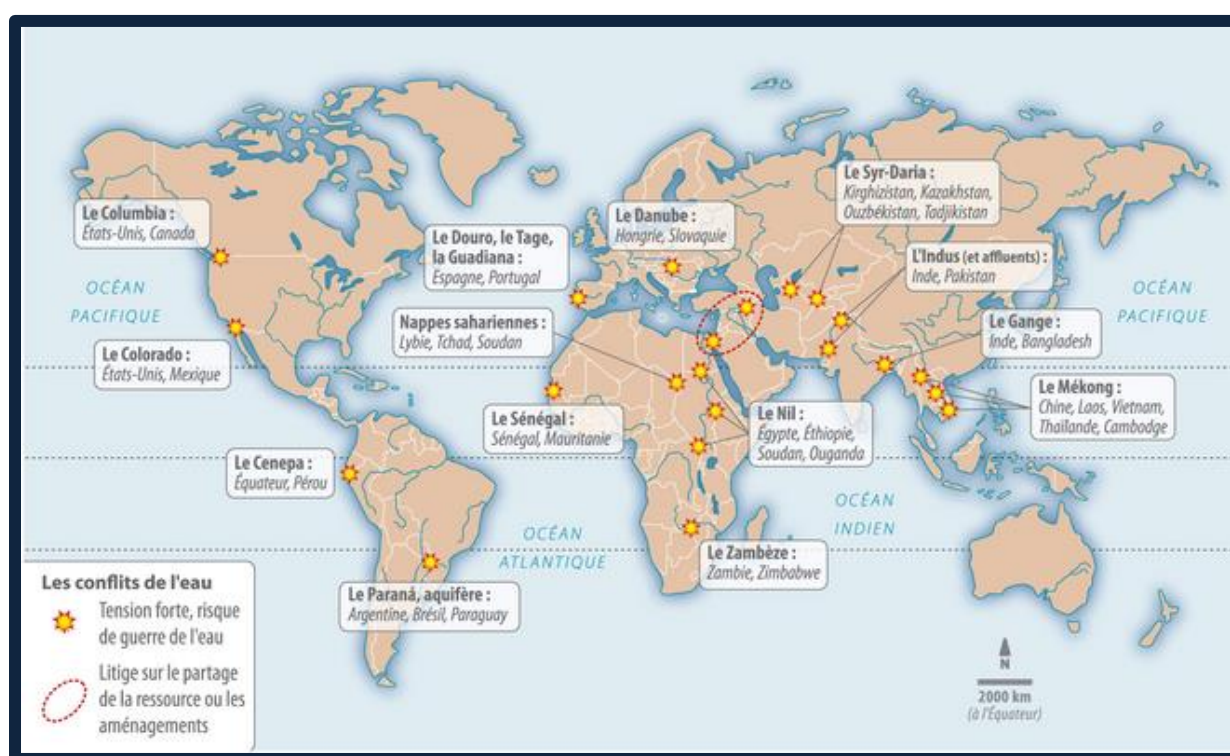 Le Syr-Daria :
Kirghizistan, Kazakhstan,
Ouzbékistan, Tadjikistan
Le Columbia :
États-Unis, Canada
Le Danube :
Hongrie, Slovaquie
Le Douro, le Tage,
la Guadiana :
Espagne, Portugal
L'Indus (et affluents) :
Inde, Pakistan
OCÉAN
PACIFIQUE
OCÉAN
PACIFIQUE
Nappes sahariennes :
Lybie, Tchad, Soudan
Le Gange :
Inde, Bangladesh
Le Colorado :
États-Unis, Mexique
Le Mékong :
Chine, Laos, Vietnam,
Thaïlande, Cambodge
Le Sénégal :
Sénégal, Mauritanie
Le Nil :
Égypte, Éthiopie,
Soudan, Ouganda
Le Cenepa :
Équateur, Pérou
OCÉAN
INDIEN
OCÉAN
ATLANTIQUE
Le Zambèze :
Zambie, Zimbabwe
Le Paraná, aquifère :
Argentine, Brésil, Paraguay
Les conflits de l'eau
Tension forte, risque
de guerre de l'eau
Litige sur le partage
de la ressource ou les
aménagements
N
2000 km
(à l'Équateur)